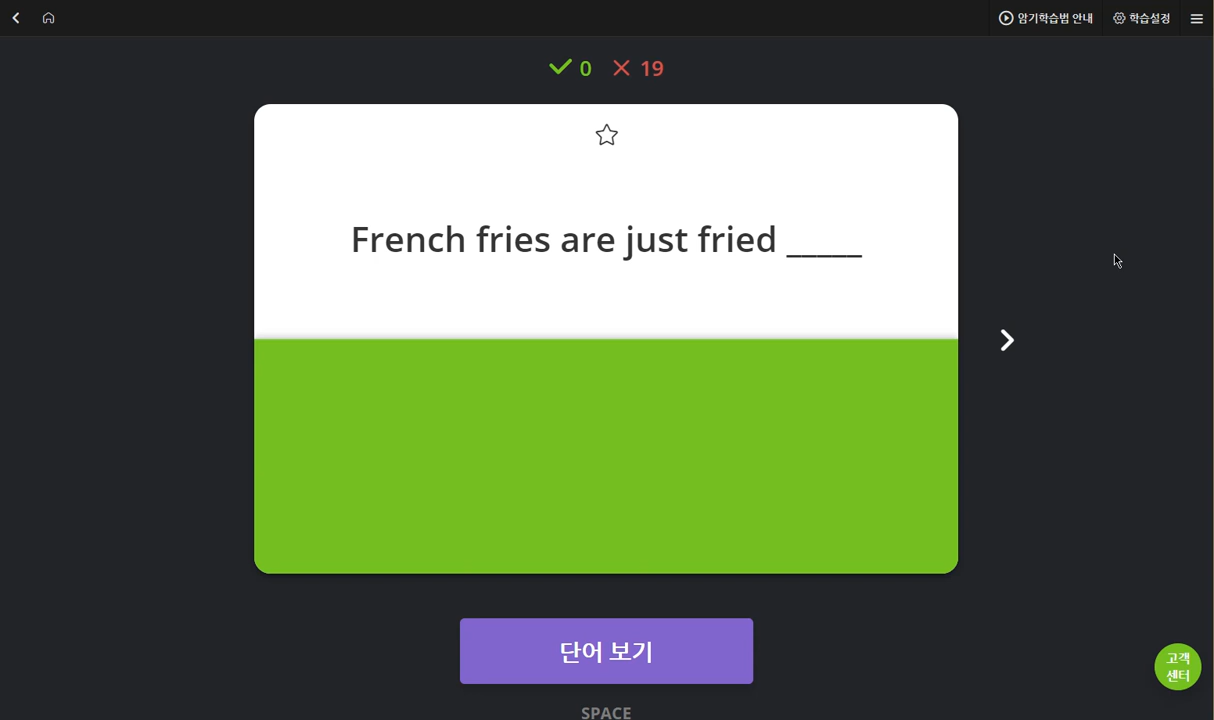 암기학습법 안내 학습설정
0 19
French fries are just fried _____
단어 보기
고객
센터
SPACE